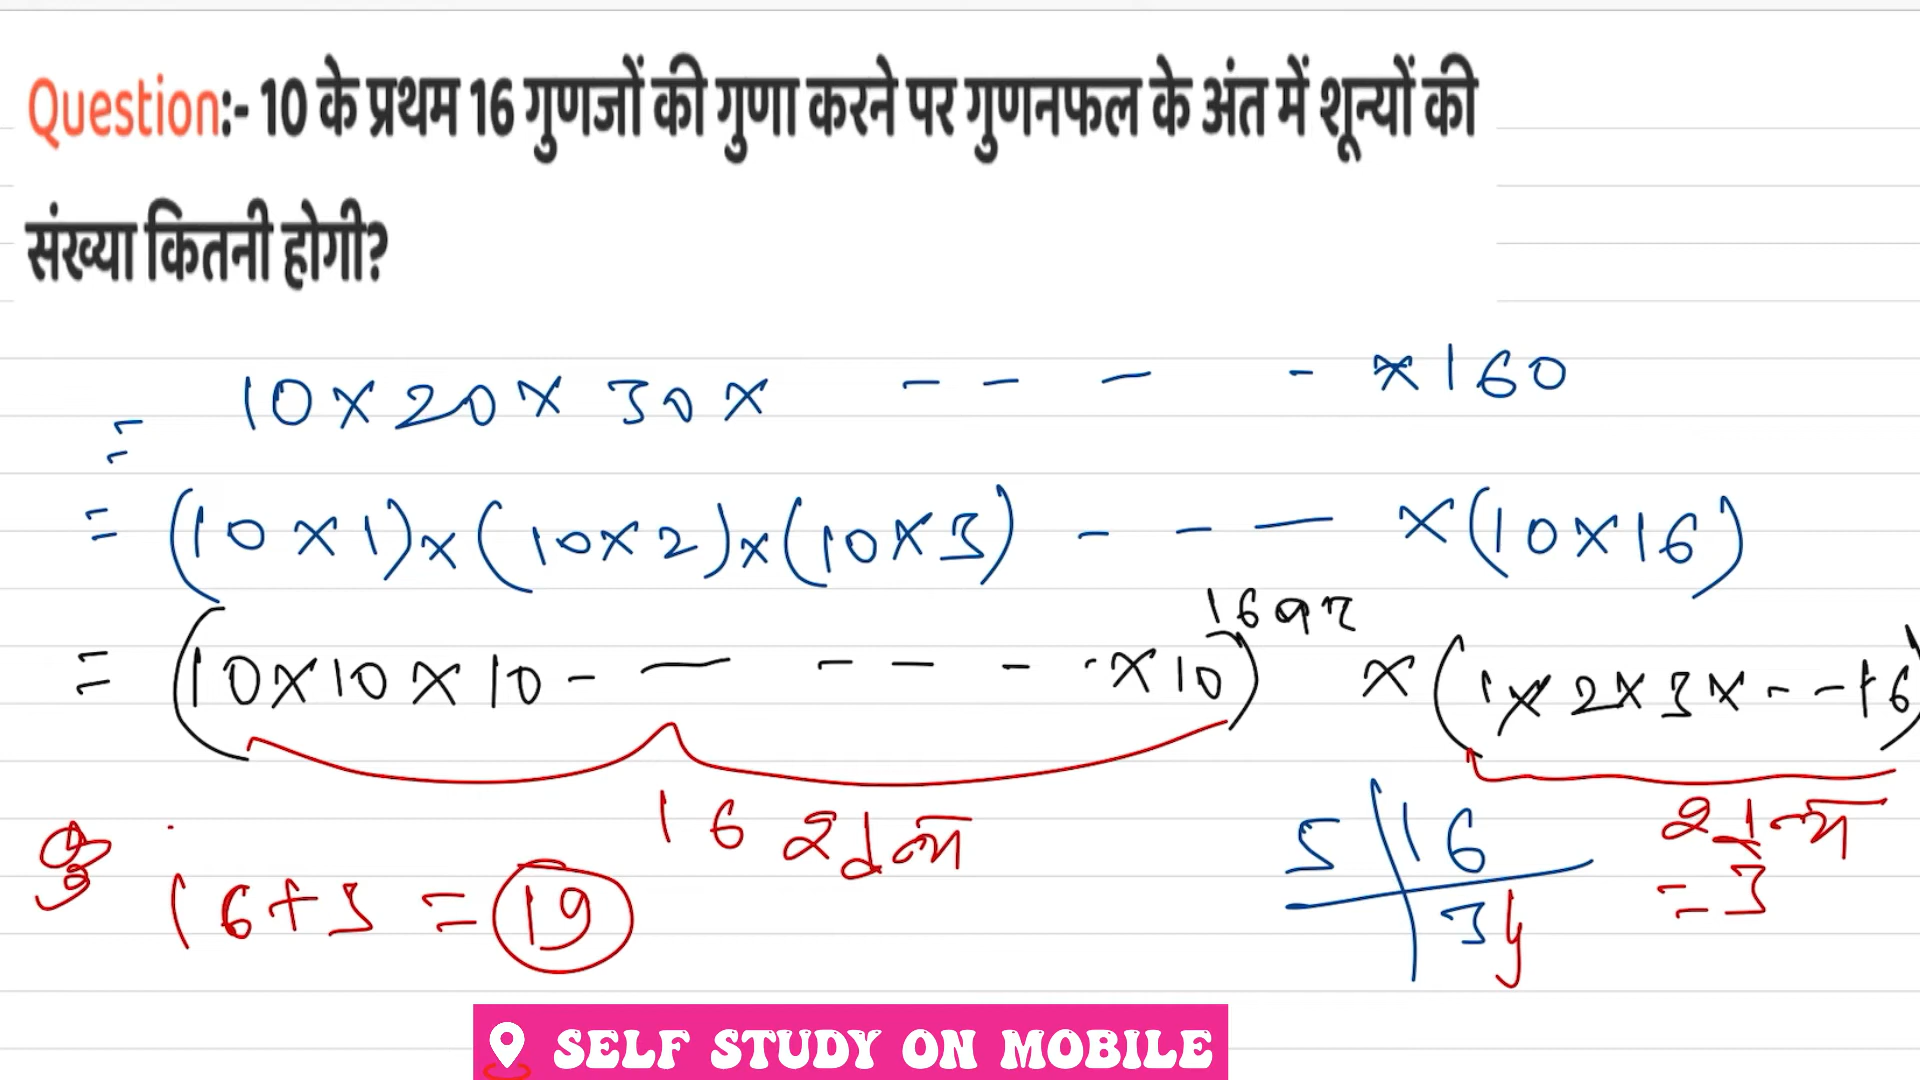 Question:- 10 के प्रथम 16 गुणजों की गुणा करने पर गुणनफल के अंत में शून्यों की
संख्या कितनी होगी?
= 10 × 20 × 30 × - - - - × 160
= (10 × 1) × (10 × 2) × (10 × 3) - - — × (10 × 16)
16 बार
= (10 × 10 × 10 - — - - - × 10) × (1 × 2 × 3 × - - 16)
16 शून्य
5 | 16
3
शून्य
= 3
16 + 3 = 19
SELF STUDY ON MOBILE